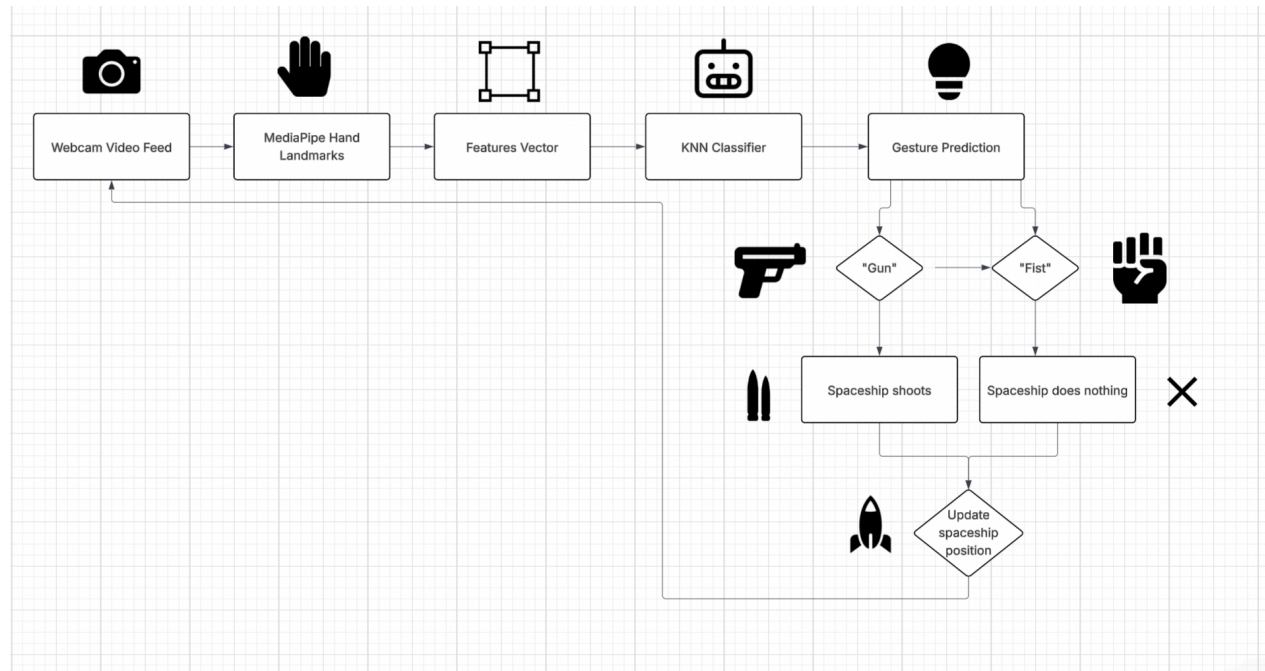 Webcam Video Feed
MediaPipe Hand
Landmarks
Features Vector
KNN Classifier
Gesture Prediction
"Gun"
"Fist"
Spaceship shoots
Spaceship does nothing
Update
spaceship
position